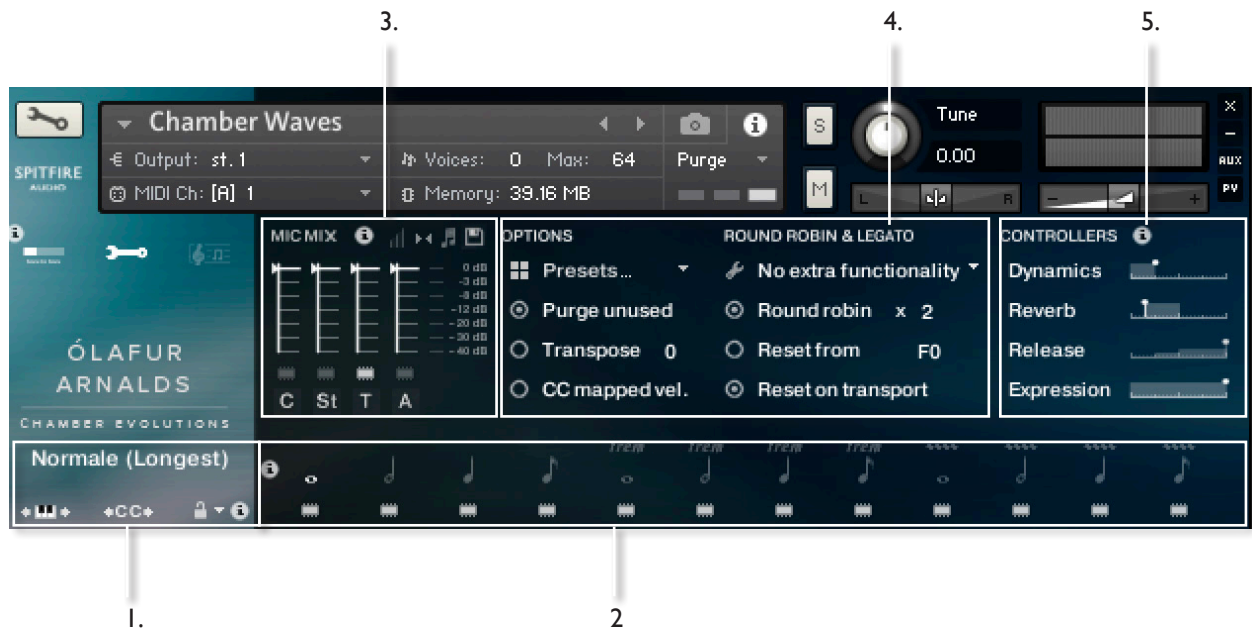 3.
4.
5.
Chamber Waves
S
Tune
X
SPITFIRE
AUDIO
Output: st. 1
Voices: 0 Max: 64
Purge
0.00
AUX
MIDI Ch: [A] 1
Memory: 39.16 MB
M
L
R
- +
PV
MIC MIX
OPTIONS
ROUND ROBIN & LEGATO
CONTROLLERS
0 dB
-3 dB
-8 dB
-12 dB
-20 dB
-30 dB
-40 dB
C St T A
Presets...
No extra functionality
Dynamics
Purge unused
Round robin x 2
Reverb
Transpose 0
Reset from F0
Release
CC mapped vel.
Reset on transport
Expression
ÓLAFUR
ARNALDS
CHAMBER EVOLUTIONS
Normale (Longest)
CC
Trem Trem Trem Trem
1.
2